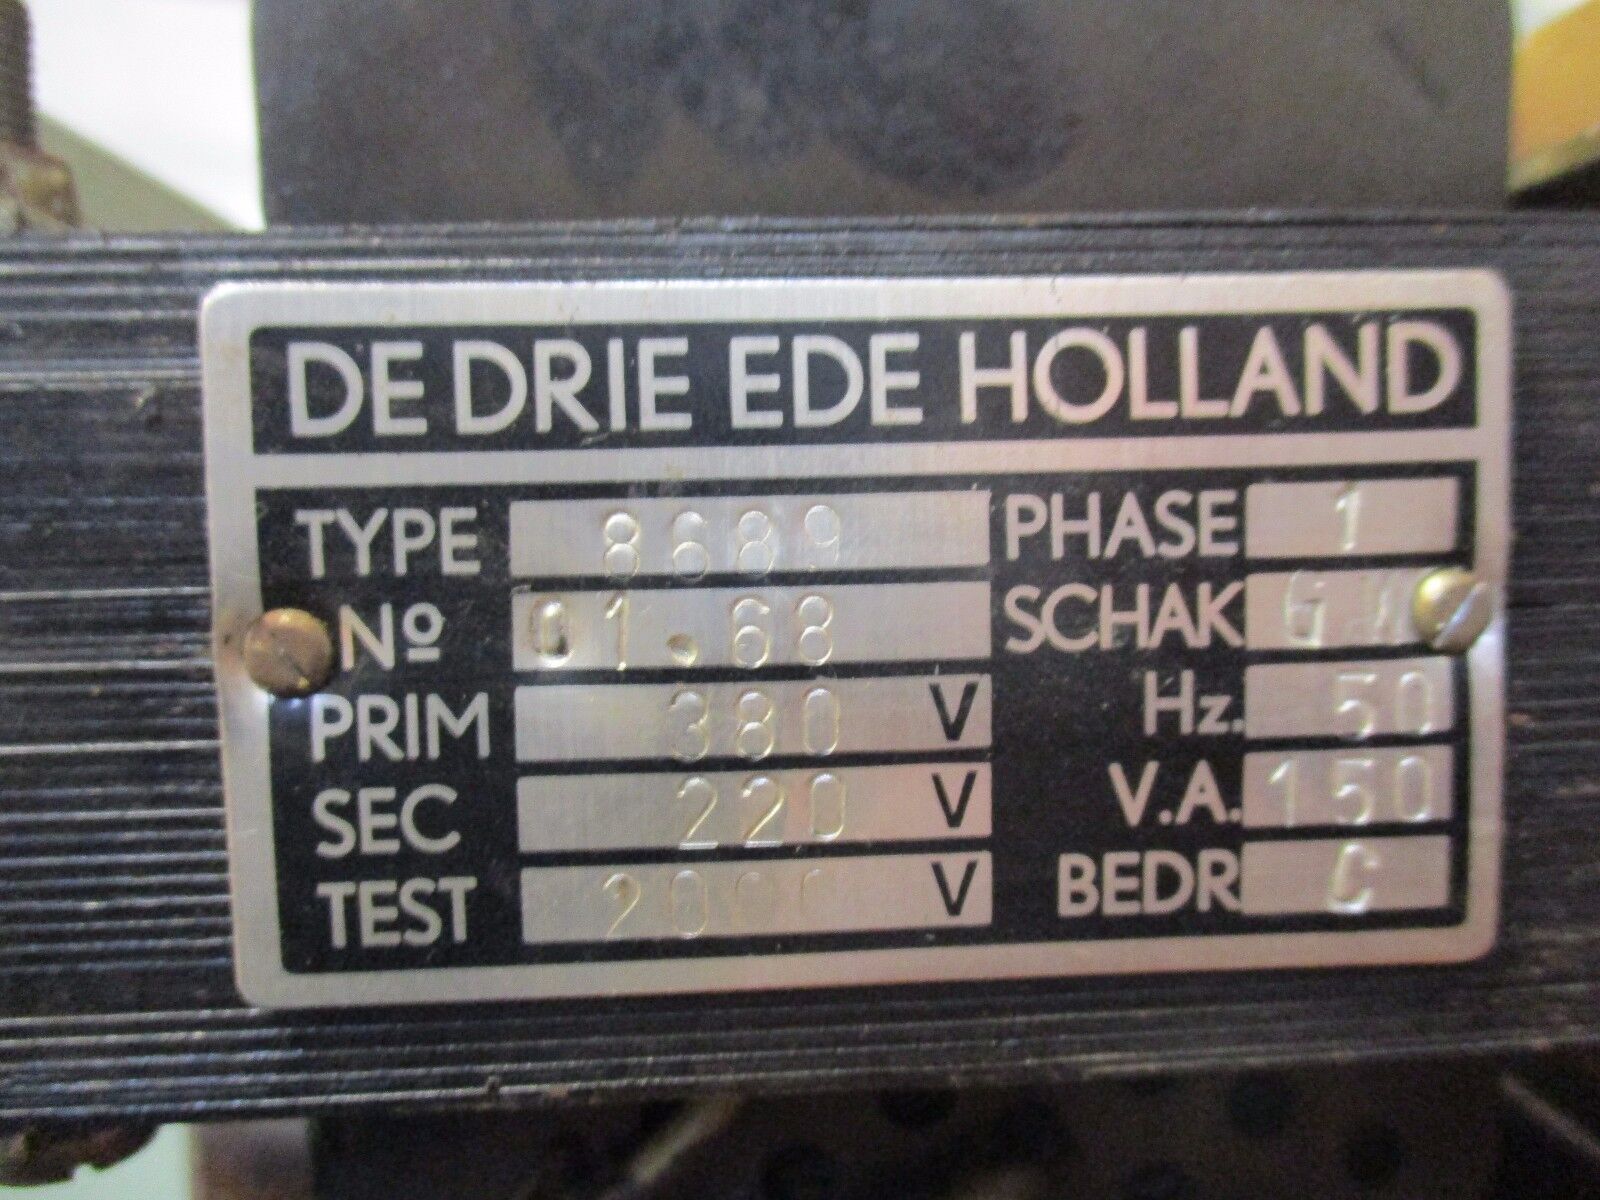 DE DRIE EDE HOLLAND
TYPE 8689 PHASE 1
Nº 01.68 SCHAK
PRIM 380 V Hz. 50
SEC 220 V V.A. 150
TEST 2000 V BEDR C